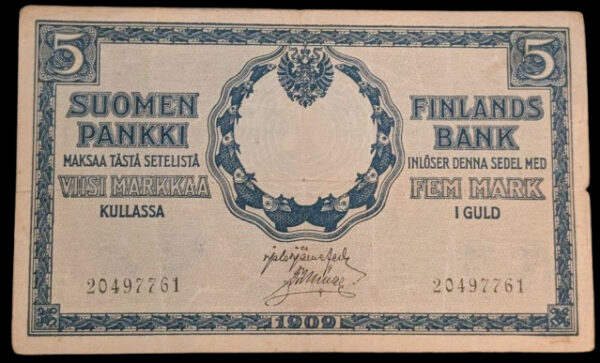 5 5
SUOMEN
PANKKI
MAKSAA TÄSTÄ SETELISTÄ
VIISI MARKKAA
KULLASSA
FINLANDS
BANK
INLÖSER DENNA SEDEL MED
FEM MARK
I GULD
20497761 20497761
1909